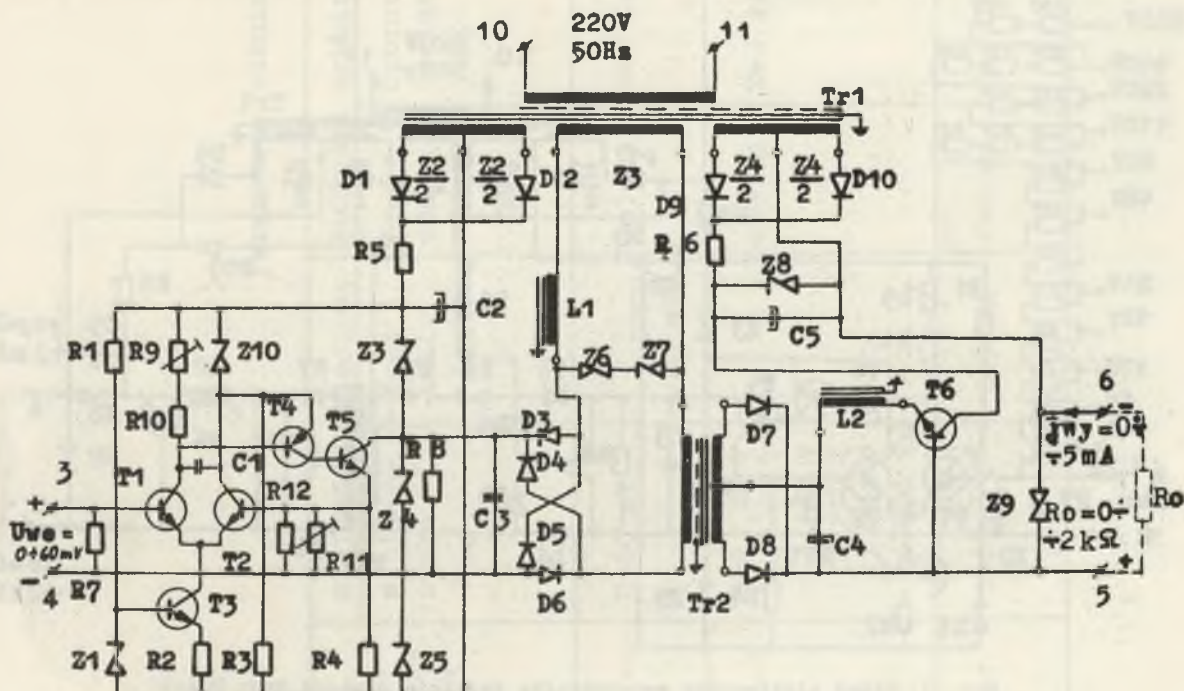 10 220V 11
50Hz
Tr1
D1 Z2/2 Z2/2 D2 Z3 Z4/2 Z4/2 D10
D9
R5 R6
Z8
C2 L1 C5
R1 R9 Z10 Z3 Z6 Z7 T6 6
R10 T4 T5 D3 D7 L2 −
Jwy=0÷
÷5mA
T1 C1 R8 D4
3 R12 Z9 Ro
+ Uwe= Z4 C3 Ro=0÷
0÷60mV D5 C4 ÷2kΩ
− T2 R11 D8 +
4 R7 T3 D6 Tr2 5
Z1 R2 R3 R4 Z5